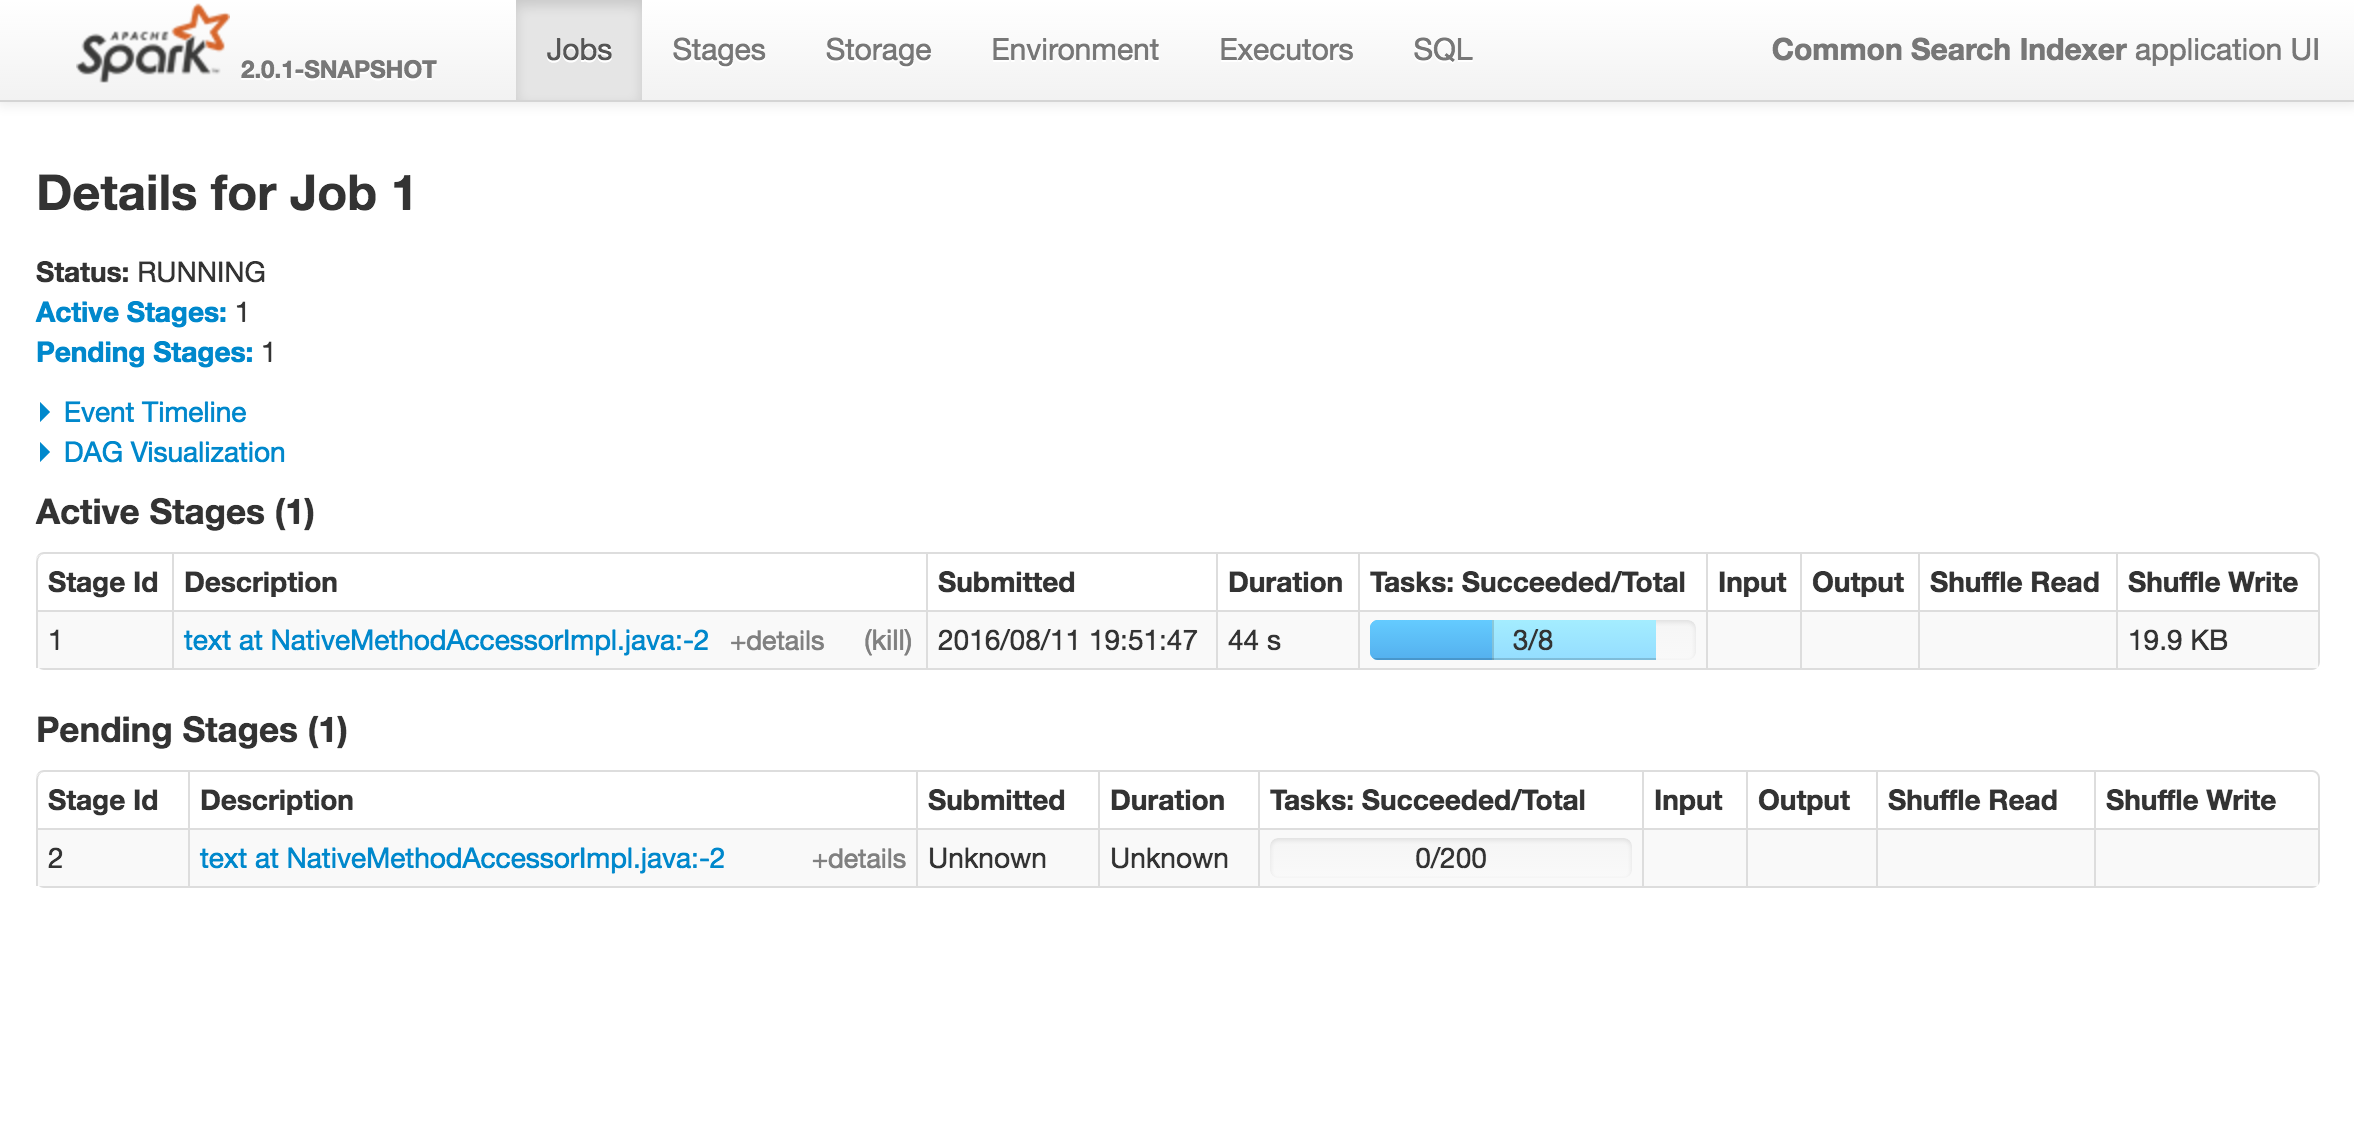 APACHE
Spark™ 2.0.1-SNAPSHOT Jobs Stages Storage Environment Executors SQL Common Search Indexer application UI
Details for Job 1
Status: RUNNING
Active Stages: 1
Pending Stages: 1
Event Timeline
DAG Visualization
Active Stages (1)
Stage Id Description Submitted Duration Tasks: Succeeded/Total Input Output Shuffle Read Shuffle Write
1 text at NativeMethodAccessorImpl.java:-2 +details (kill) 2016/08/11 19:51:47 44 s 3/8 19.9 KB
Pending Stages (1)
Stage Id Description Submitted Duration Tasks: Succeeded/Total Input Output Shuffle Read Shuffle Write
2 text at NativeMethodAccessorImpl.java:-2 +details Unknown Unknown 0/200